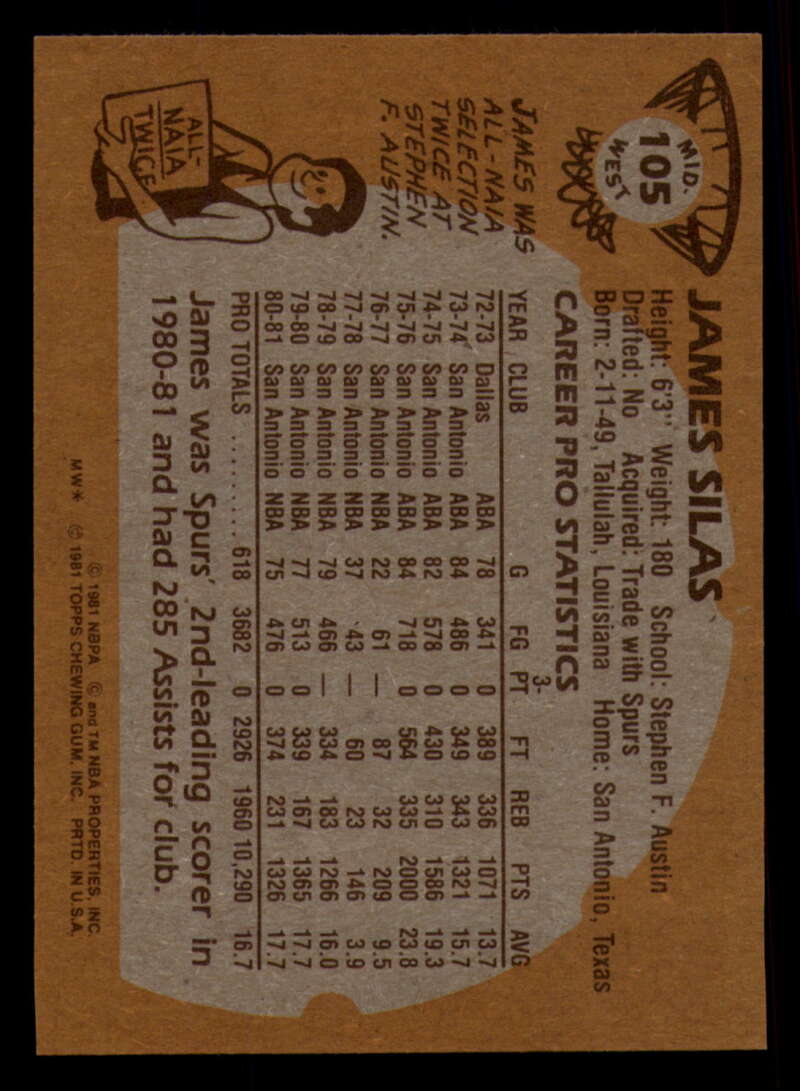 105
MID.
WEST
JAMES SILAS
Height: 6'3" Weight: 180 School: Stephen F. Austin
Drafted: No Acquired: Trade with Spurs
Born: 2-11-49, Tallulah, Louisiana Home: San Antonio, Texas
CAREER PRO STATISTICS
YEAR CLUB G FG 3-PT FT REB PTS AVG
72-73 Dallas ABA 78 341 0 389 336 1071 13.7
73-74 San Antonio ABA 84 486 0 349 343 1321 15.7
74-75 San Antonio ABA 82 578 0 430 310 1586 19.3
75-76 San Antonio ABA 84 718 0 564 335 2000 23.8
76-77 San Antonio NBA 22 61 — 87 32 209 9.5
77-78 San Antonio NBA 37 43 — 60 23 146 3.9
78-79 San Antonio NBA 79 466 — 334 183 1266 16.0
79-80 San Antonio NBA 77 513 0 339 167 1365 17.7
80-81 San Antonio NBA 75 476 0 374 231 1326 17.7
PRO TOTALS ......... 618 3682 0 2926 1960 10,290 16.7
James was Spurs' 2nd-leading scorer in
1980-81 and had 285 Assists for club.
JAMES WAS
ALL-NAIA
SELECTION
TWICE AT
STEPHEN
F. AUSTIN.
ALL-
NAIA
TWICE
© 1981 NBPA © and TM NBA PROPERTIES, INC.
MW* © 1981 TOPPS CHEWING GUM, INC. PRTD. IN U.S.A.